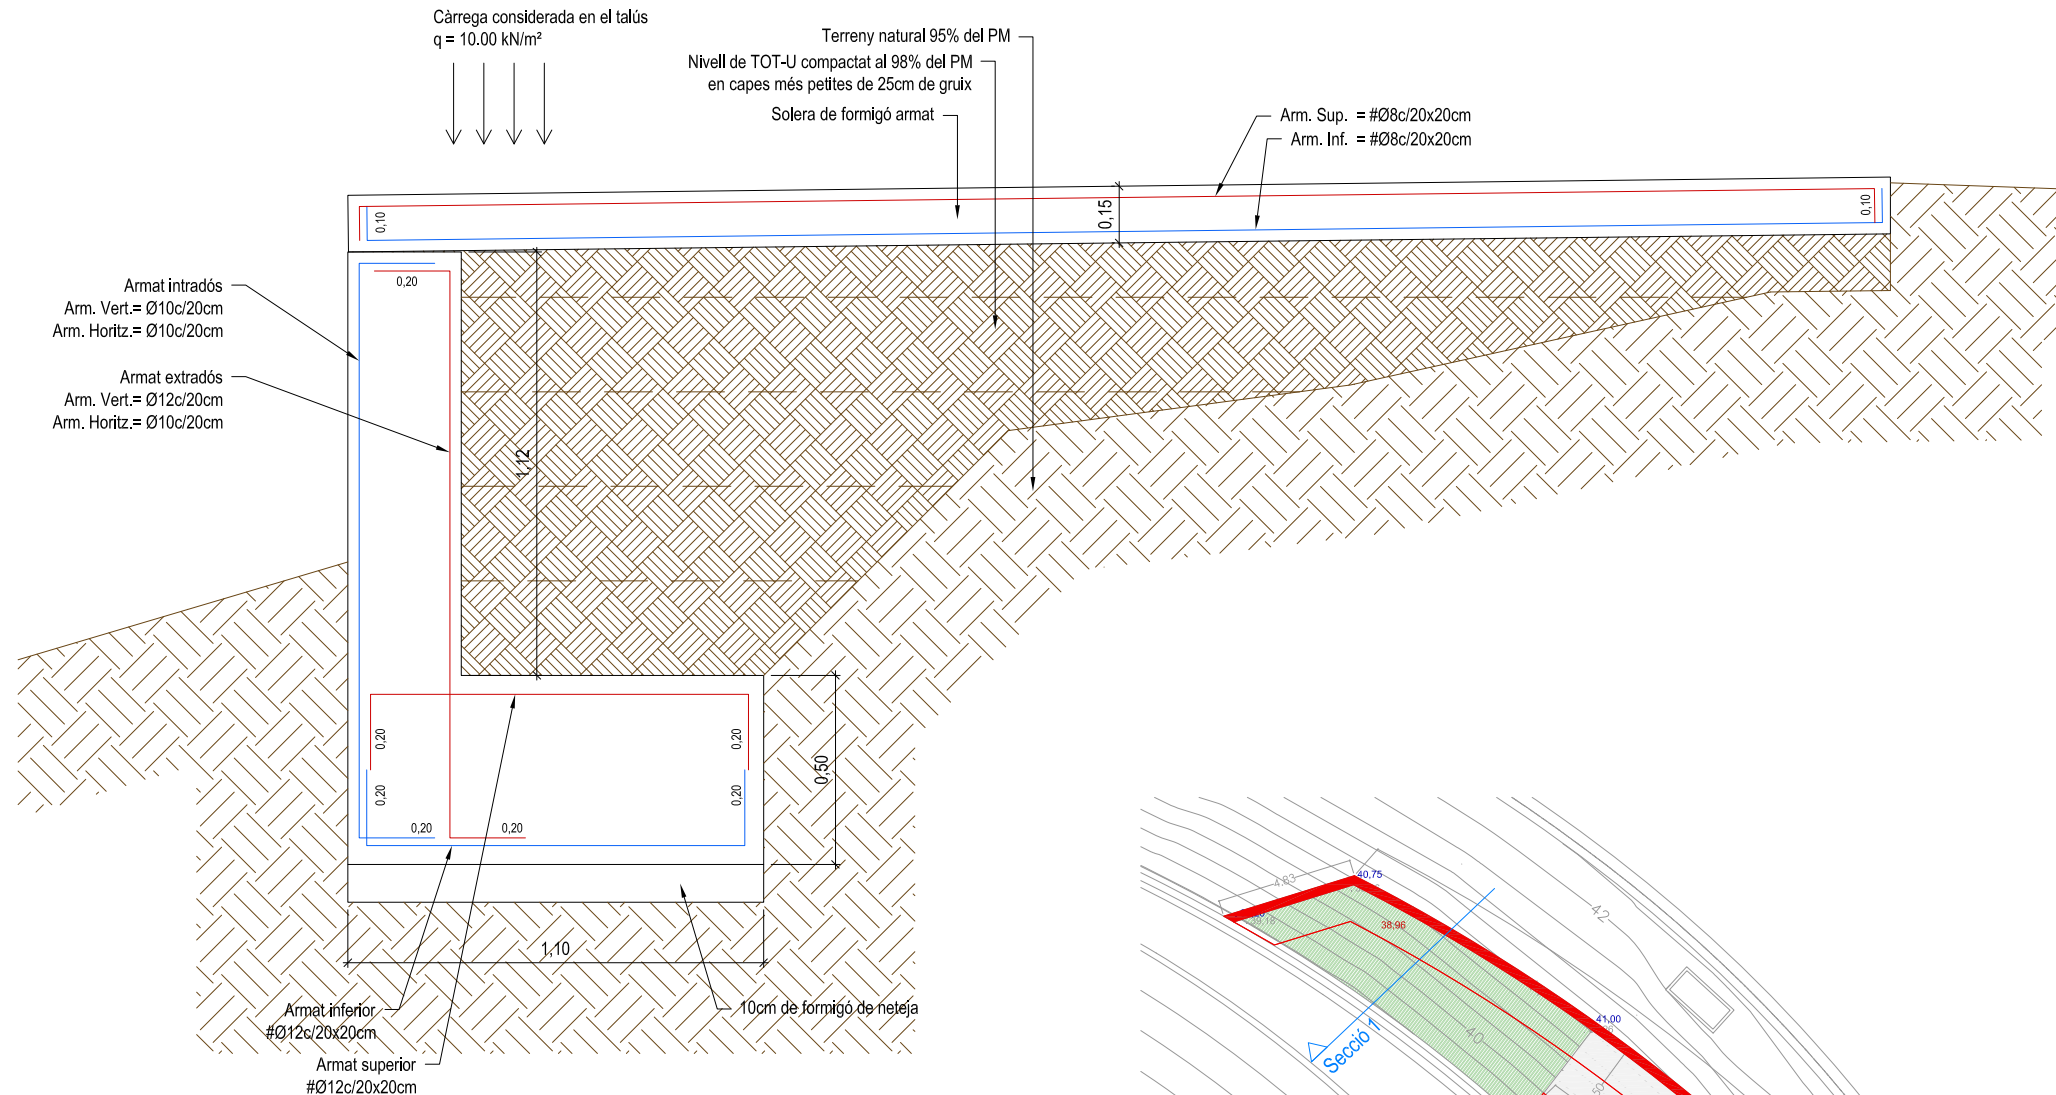 Càrrega considerada en el talús
q = 10.00 kN/m²
Terreny natural 95% del PM
Nivell de TOT-U compactat al 98% del PM
en capes més petites de 25cm de gruix
Solera de formigó armat
Arm. Sup. = #Ø8c/20x20cm
Arm. Inf. = #Ø8c/20x20cm
0,10
0,15
0,10
Armat intradós
Arm. Vert.= Ø10c/20cm
Arm. Horitz.= Ø10c/20cm
0,20
Armat extradós
Arm. Vert.= Ø12c/20cm
Arm. Horitz.= Ø10c/20cm
1,12
0,20
0,20
0,50
0,20
0,20
0,20
0,20
1,10
10cm de formigó de neteja
Armat inferior
#Ø12c/20x20cm
Armat superior
#Ø12c/20x20cm
4.83
40,75
39,18
38,96
42
41,00
40
Secció 1
50